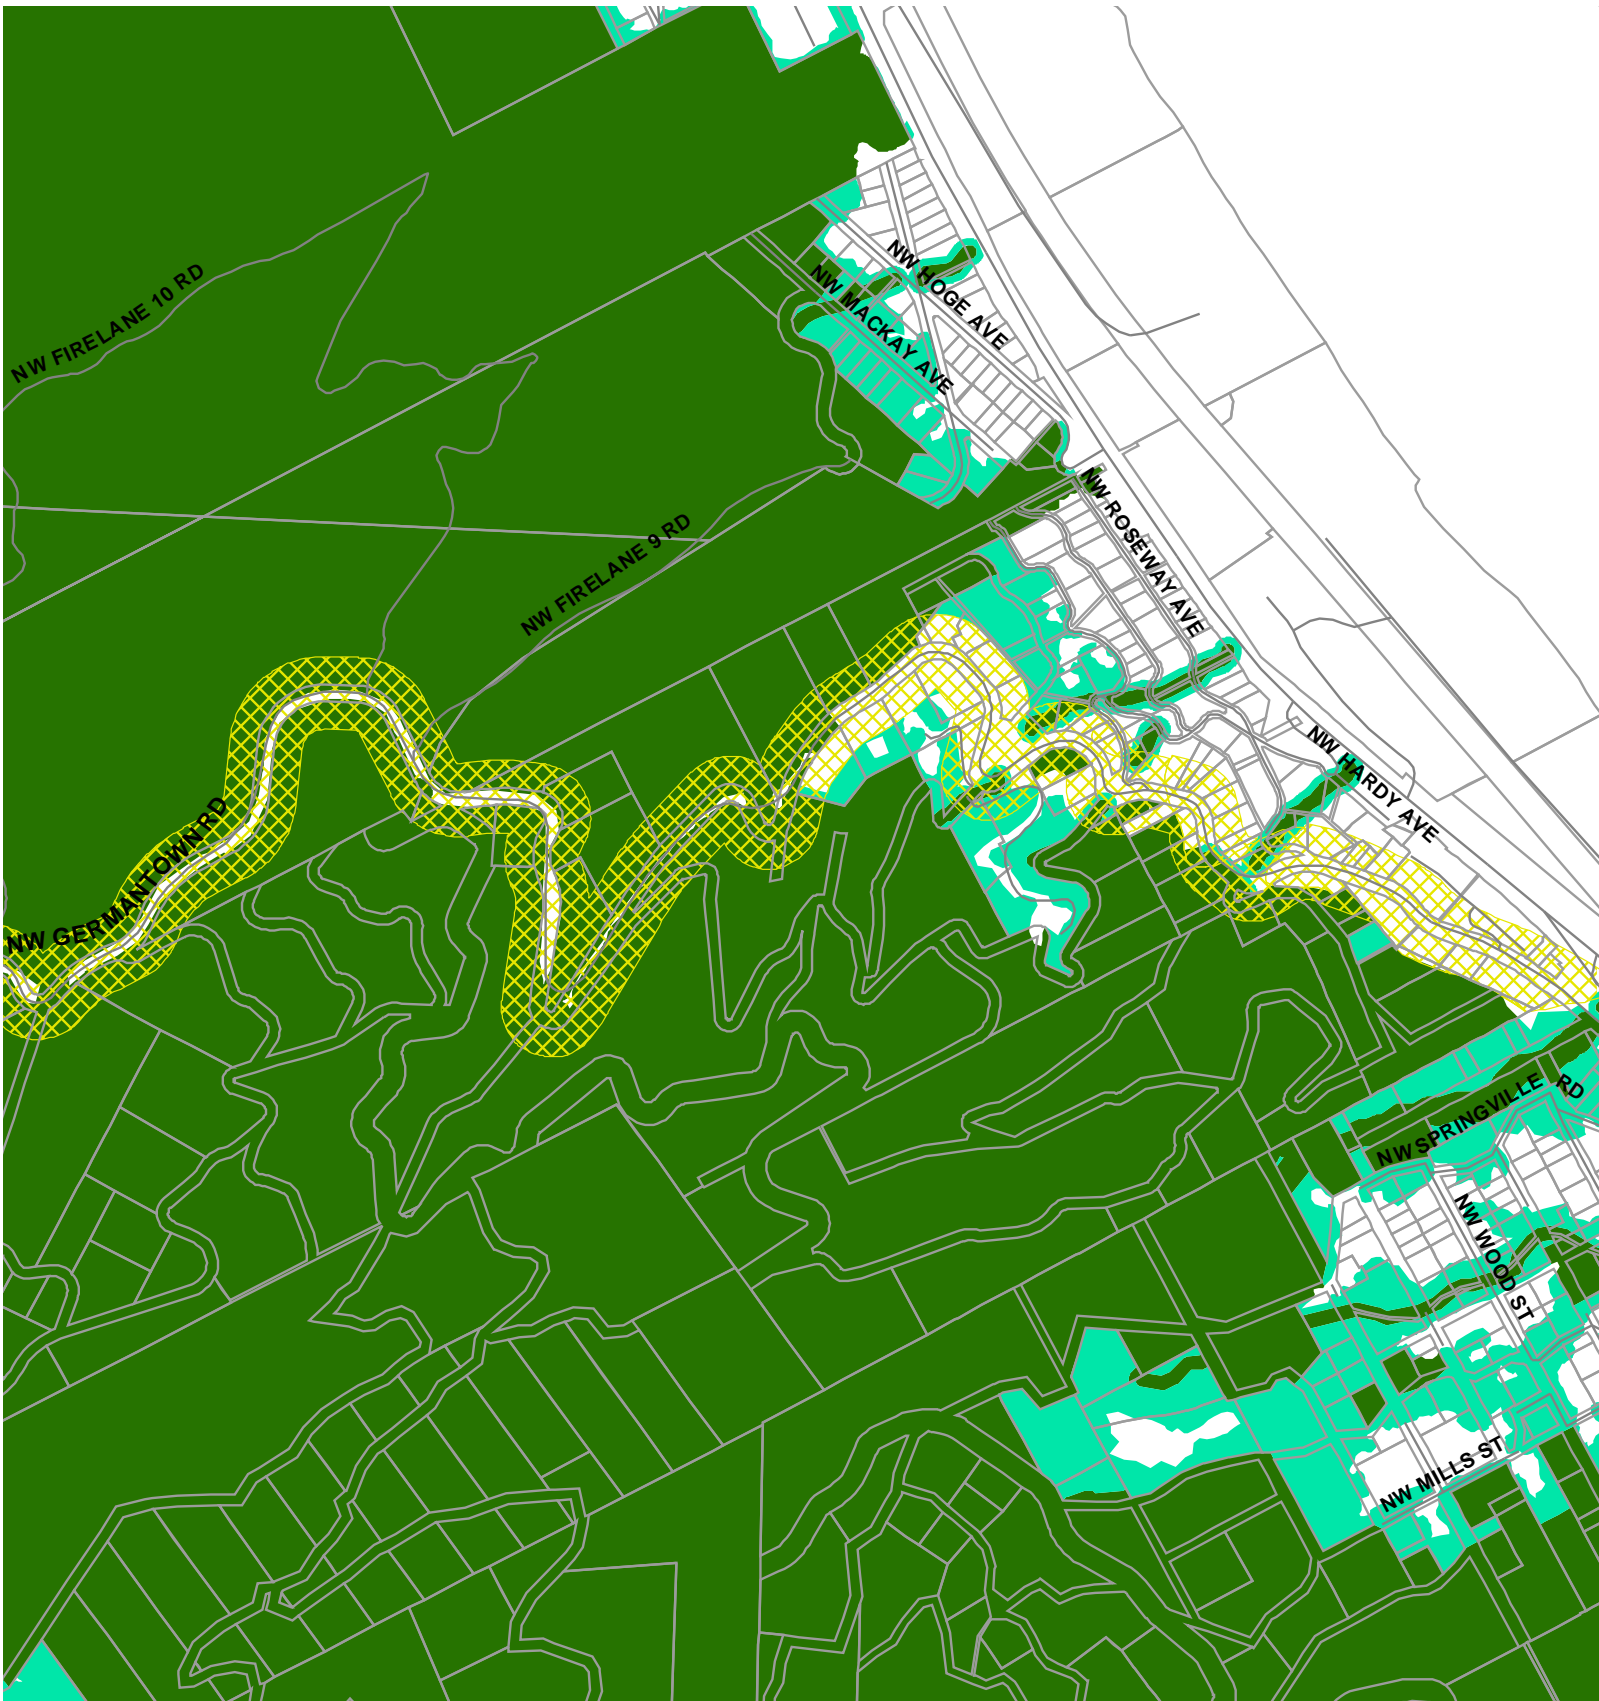 NW HOGE AVE
NW FIRELANE 10 RD
NW MACKAY AVE
NW ROSEWAY AVE
NW FIRELANE 9 RD
NW HARDY AVE
NW GERMANTOWN RD
NW SPRINGVILLE RD
NW WOOD ST
NW MILLS ST